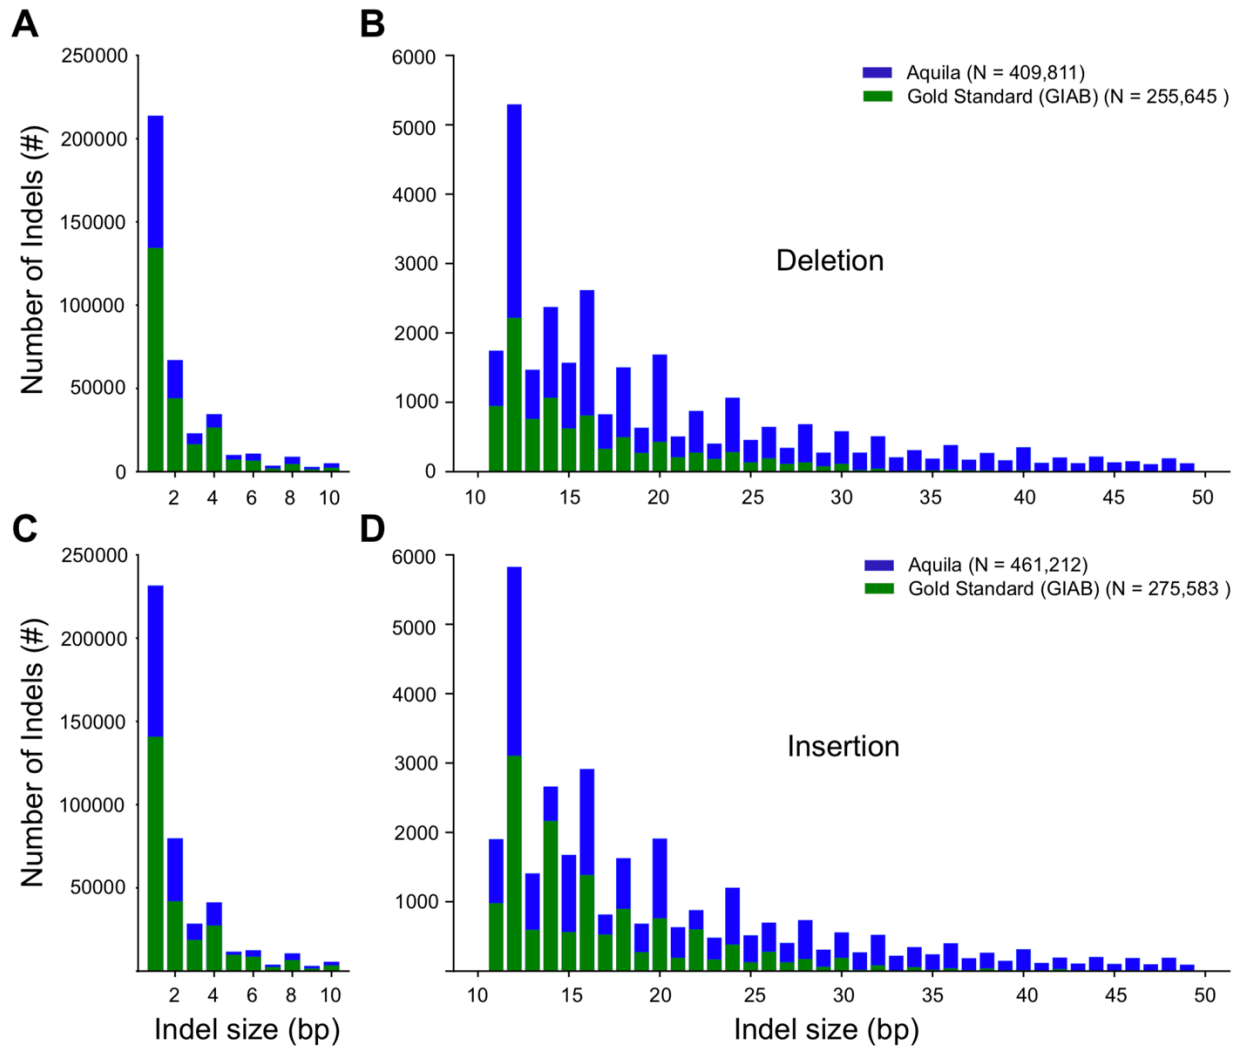 A
B
250000
200000
150000
100000
50000
0
Number of Indels (#)
2 4 6 8 10
6000
5000
4000
3000
2000
1000
0
Aquila (N = 409,811)
Gold Standard (GIAB) (N = 255,645 )
Deletion
10 15 20 25 30 35 40 45 50
C
D
250000
200000
150000
100000
50000
Number of Indels (#)
2 4 6 8 10
Indel size (bp)
6000
5000
4000
3000
2000
1000
Aquila (N = 461,212)
Gold Standard (GIAB) (N = 275,583 )
Insertion
10 15 20 25 30 35 40 45 50
Indel size (bp)